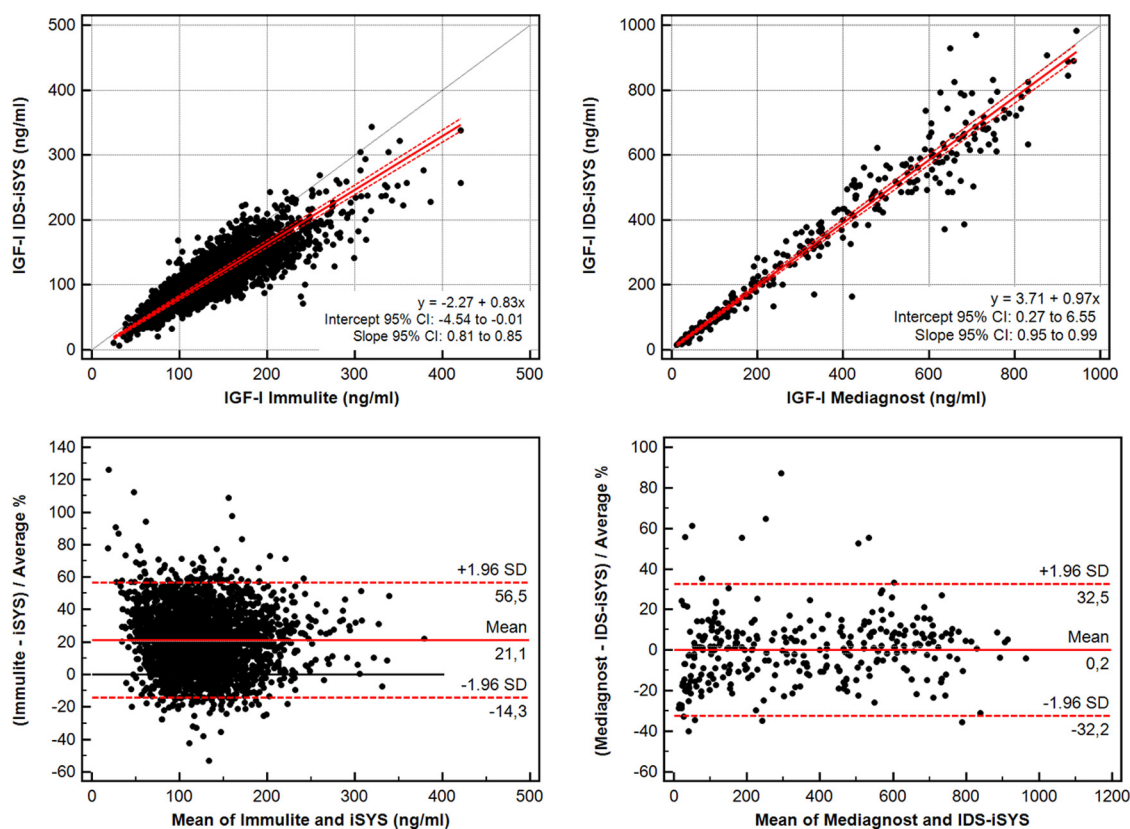 500
400
300
200
100
0
IGF-I IDS-iSYS (ng/ml)
y = -2.27 + 0.83x
Intercept 95% CI: -4.54 to -0.01
Slope 95% CI: 0.81 to 0.85
0 100 200 300 400 500
IGF-I Immulite (ng/ml)
1000
800
600
400
200
0
IGF-I IDS-iSYS (ng/ml)
y = 3.71 + 0.97x
Intercept 95% CI: 0.27 to 6.55
Slope 95% CI: 0.95 to 0.99
0 200 400 600 800 1000
IGF-I Mediagnost (ng/ml)
140
120
100
80
60
40
20
0
-20
-40
-60
(Immulite - iSYS) / Average %
+1.96 SD
56,5
Mean
21,1
-1.96 SD
-14,3
0 100 200 300 400 500
Mean of Immulite and iSYS (ng/ml)
100
80
60
40
20
0
-20
-40
-60
(Mediagnost - IDS-iSYS) / Average %
+1.96 SD
32,5
Mean
0,2
-1.96 SD
-32,2
0 200 400 600 800 1000 1200
Mean of Mediagnost and IDS-iSYS